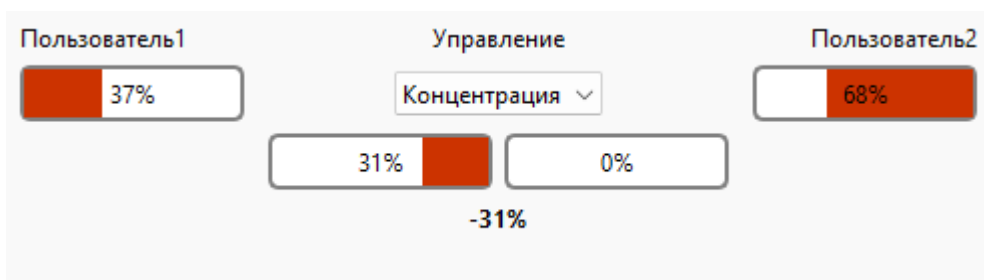 Пользователь1 Управление Пользователь2
37% Концентрация 68%
31% 0%
-31%